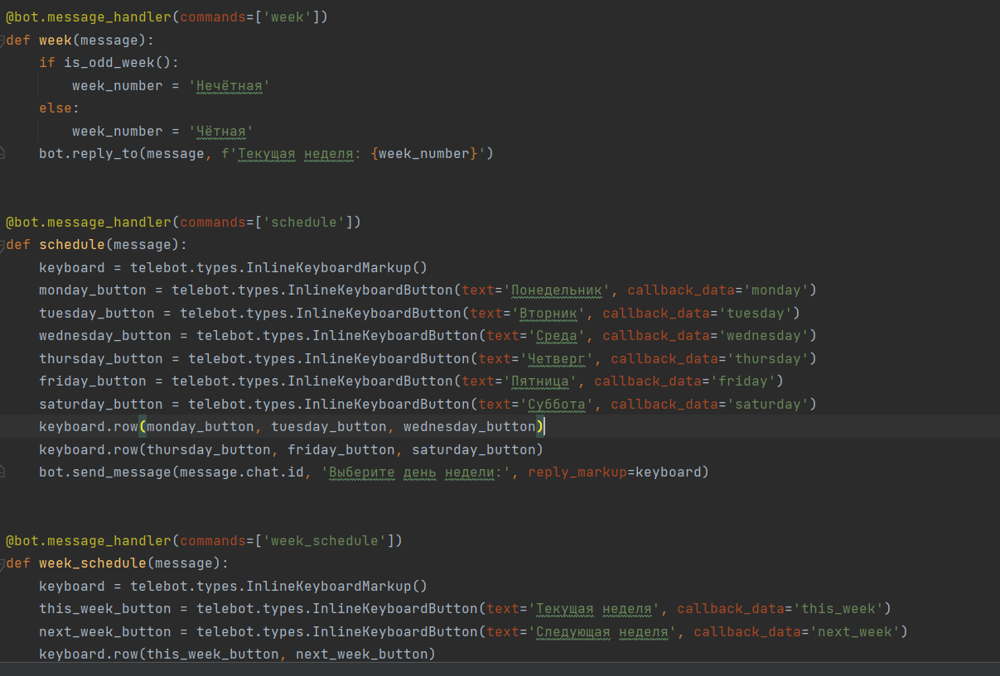 @bot.message_handler(commands=['week'])
def week(message):
    if is_odd_week():
        week_number = 'Нечётная'
    else:
        week_number = 'Чётная'
    bot.reply_to(message, f'Текущая неделя: {week_number}')
@bot.message_handler(commands=['schedule'])
def schedule(message):
    keyboard = telebot.types.InlineKeyboardMarkup()
    monday_button = telebot.types.InlineKeyboardButton(text='Понедельник', callback_data='monday')
    tuesday_button = telebot.types.InlineKeyboardButton(text='Вторник', callback_data='tuesday')
    wednesday_button = telebot.types.InlineKeyboardButton(text='Среда', callback_data='wednesday')
    thursday_button = telebot.types.InlineKeyboardButton(text='Четверг', callback_data='thursday')
    friday_button = telebot.types.InlineKeyboardButton(text='Пятница', callback_data='friday')
    saturday_button = telebot.types.InlineKeyboardButton(text='Суббота', callback_data='saturday')
    keyboard.row(monday_button, tuesday_button, wednesday_button)
    keyboard.row(thursday_button, friday_button, saturday_button)
    bot.send_message(message.chat.id, 'Выберите день недели:', reply_markup=keyboard)
@bot.message_handler(commands=['week_schedule'])
def week_schedule(message):
    keyboard = telebot.types.InlineKeyboardMarkup()
    this_week_button = telebot.types.InlineKeyboardButton(text='Текущая неделя', callback_data='this_week')
    next_week_button = telebot.types.InlineKeyboardButton(text='Следующая неделя', callback_data='next_week')
    keyboard.row(this_week_button, next_week_button)